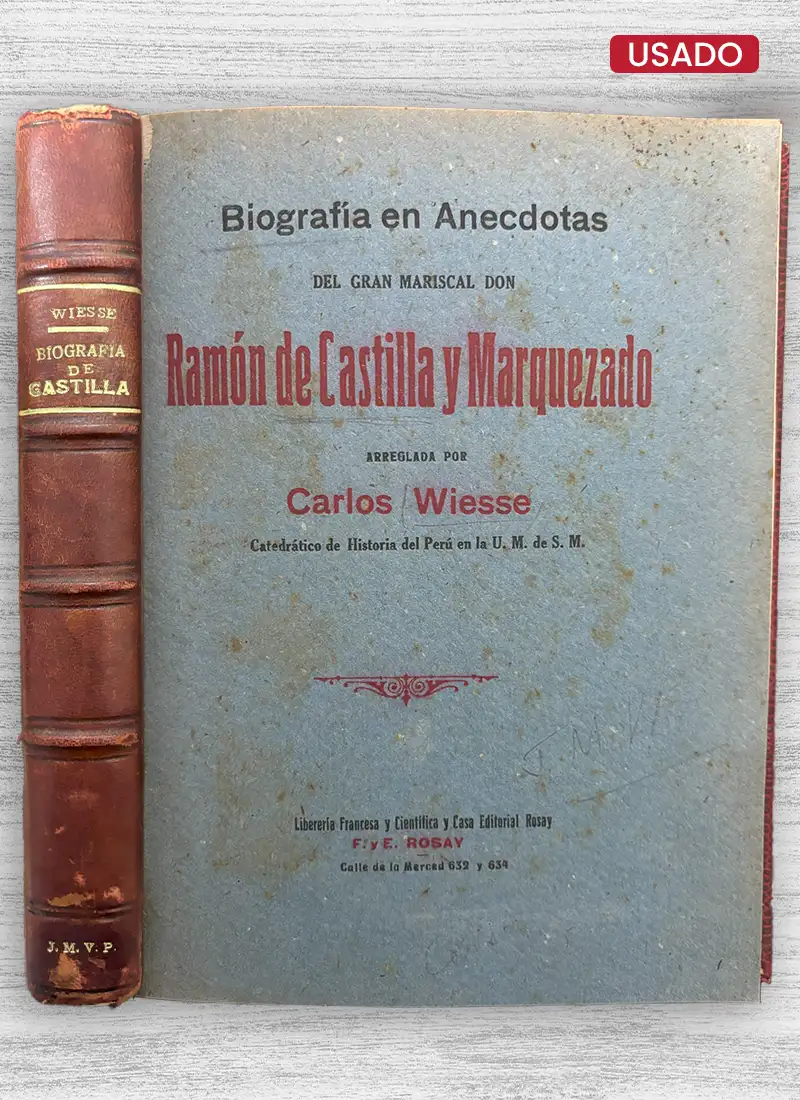 USADO
WIESSE
BIOGRAFIA
DE
CASTILLA
J. M. V. P.
Biografía en Anecdotas
DEL GRAN MARISCAL DON
Ramón de Castilla y Marquezado
ARREGLADA POR
Carlos Wiesse
Catedrático de Historia del Perú en la U. M. de S. M.
J. M. V.
Libereria Francesa y Cientifica y Casa Editorial Rosay
F. y E. ROSAY
Calle de la Merced 632 y 634